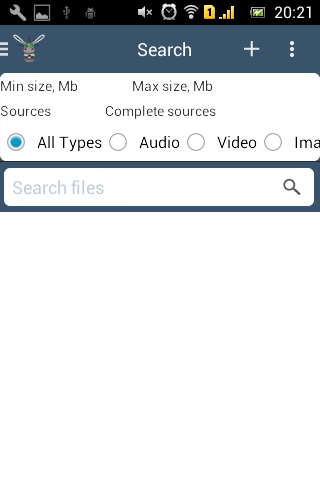 1 20:21
Search
Min size, Mb Max size, Mb
Sources Complete sources
All Types Audio Video Ima
Search files